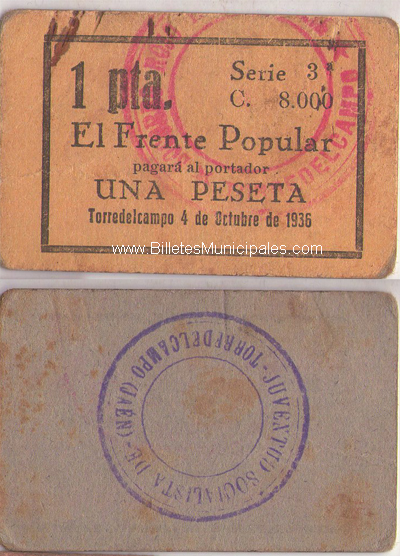 1 pta.
Serie 3ª
C. 8.000
El Frente Popular
pagará al portador
UNA PESETA
Torredelcampo 4 de Octubre de 1936
www.BilletesMunicipales.com
TORREDELCAMPO
JUVENTUD SOCIALISTA DE -TORREDELCAMPO (JAÉN)-